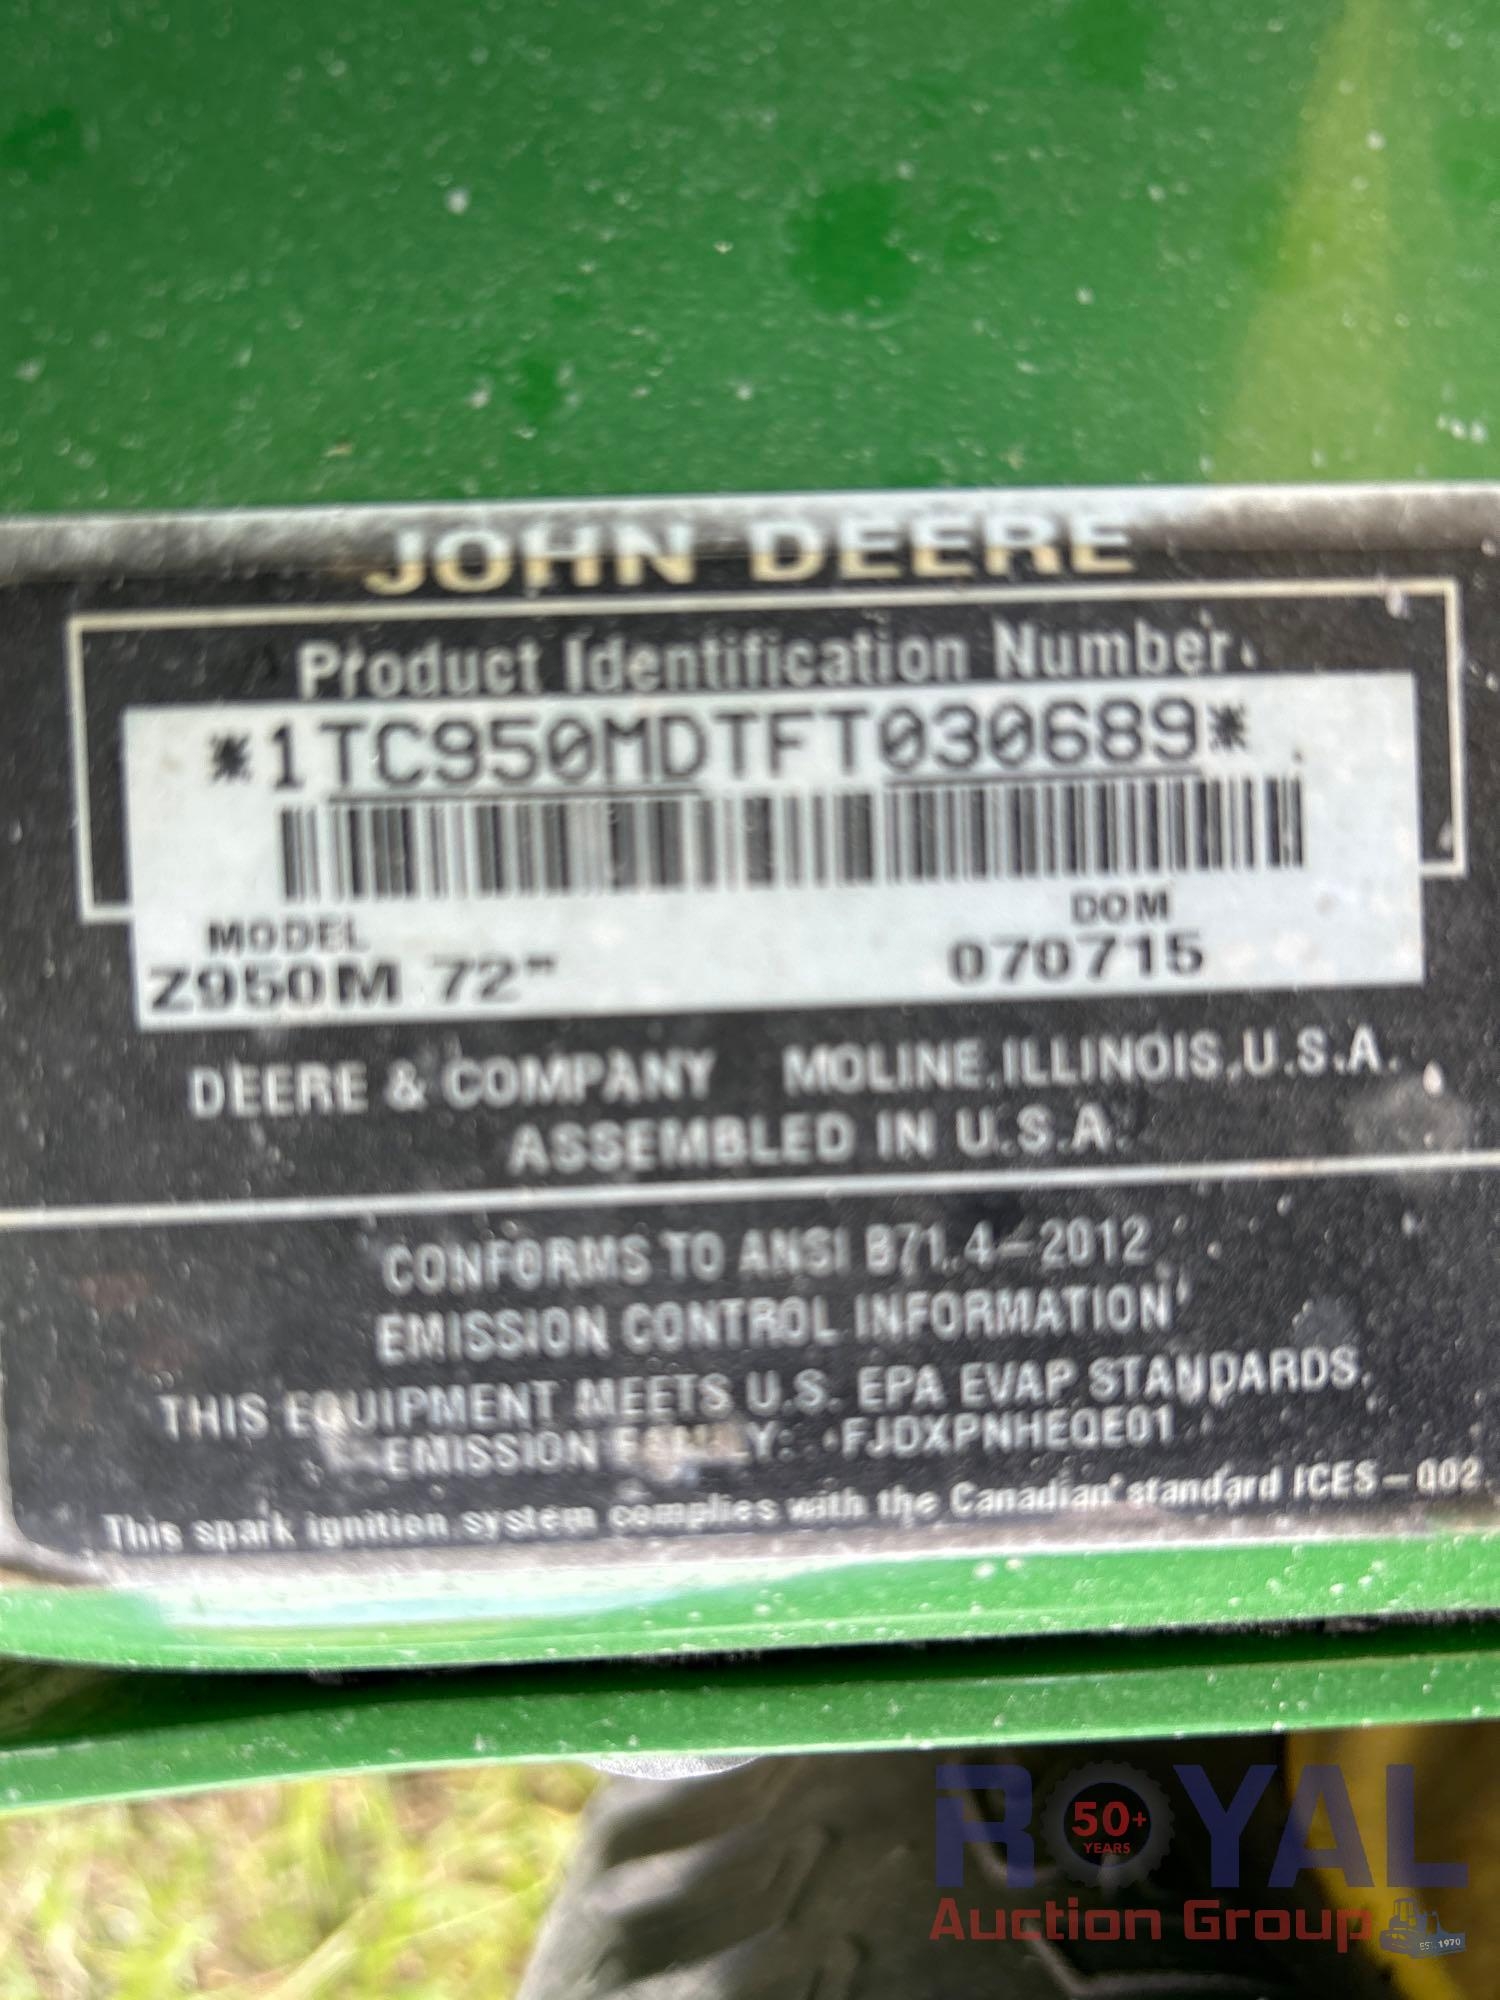 JOHN DEERE
Product Identification Number
*1TC950MDTFT030689*
MODEL
DOM
Z950M 72"
070715
DEERE & COMPANY MOLINE, ILLINOIS, U.S.A.
ASSEMBLED IN U.S.A.
CONFORMS TO ANSI B71.4-2012
EMISSION CONTROL INFORMATION
THIS EQUIPMENT MEETS U.S. EPA EVAP STANDARDS.
EMISSION FAMILY: FJDXPNHEQE01
This spark ignition system complies with the Canadian standard ICES-002.
ROYAL
50+
YEARS
Auction Group
EST. 1970